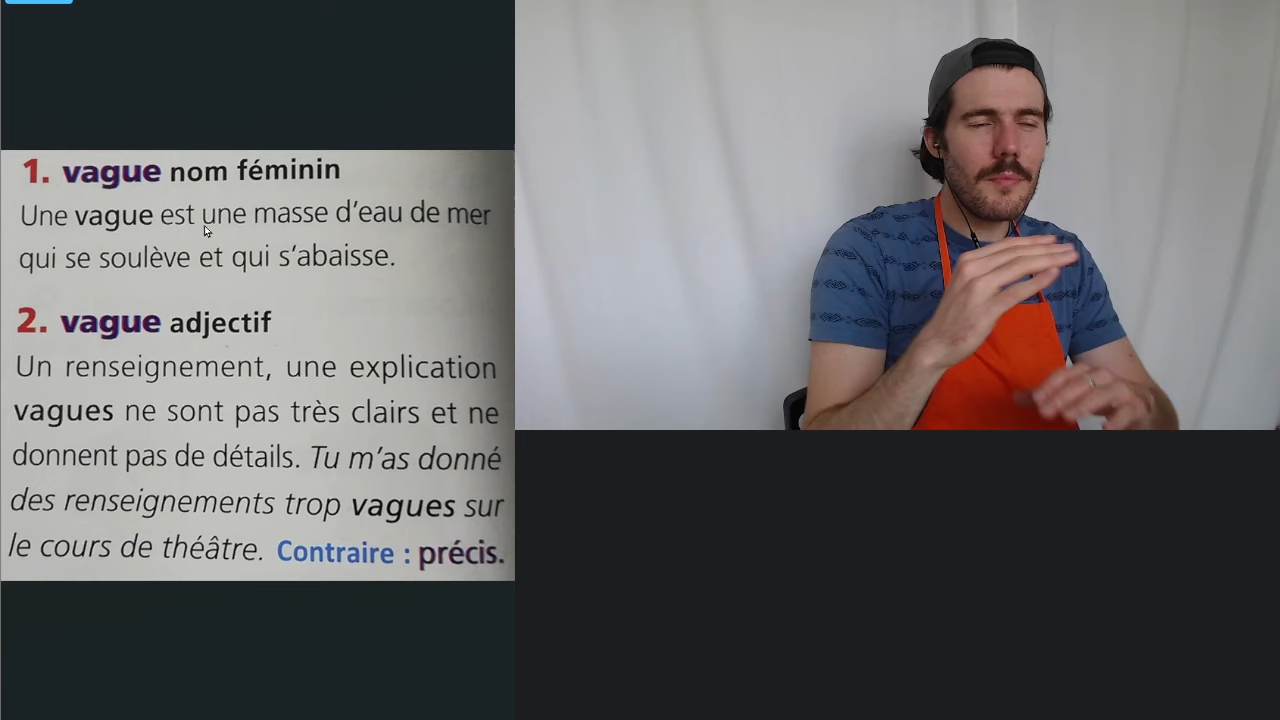 1. vague nom féminin
Une vague est une masse d'eau de mer
qui se soulève et qui s'abaisse.
2. vague adjectif
Un renseignement, une explication
vagues ne sont pas très clairs et ne
donnent pas de détails. Tu m'as donné
des renseignements trop vagues sur
le cours de théâtre. Contraire : précis.